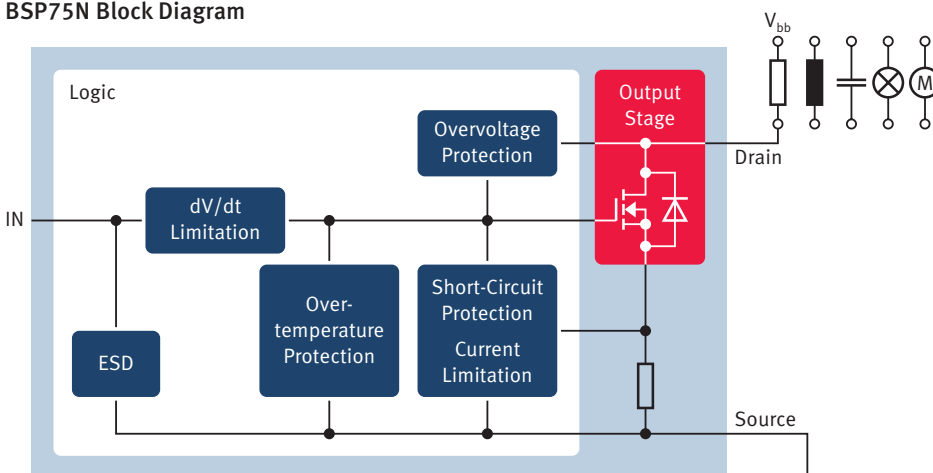 BSP75N Block Diagram
Vbb
Logic
Output
Stage
M
Overvoltage
Protection
Drain
IN
dV/dt
Limitation
Over-
temperature
Protection
Short-Circuit
Protection
Current
Limitation
ESD
Source